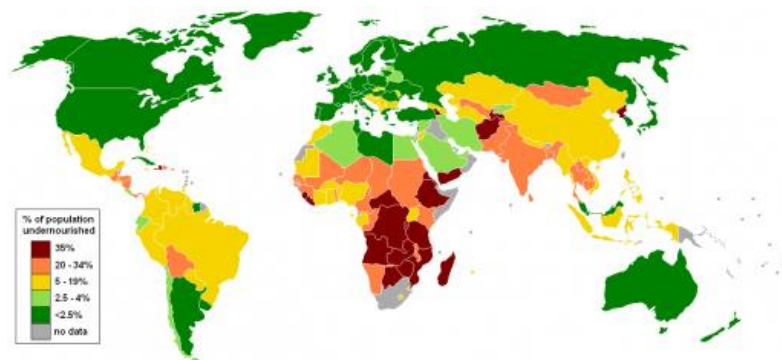 % of population
undernourished
35%
20 - 34%
5 - 19%
2.5 - 4%
<2.5%
no data